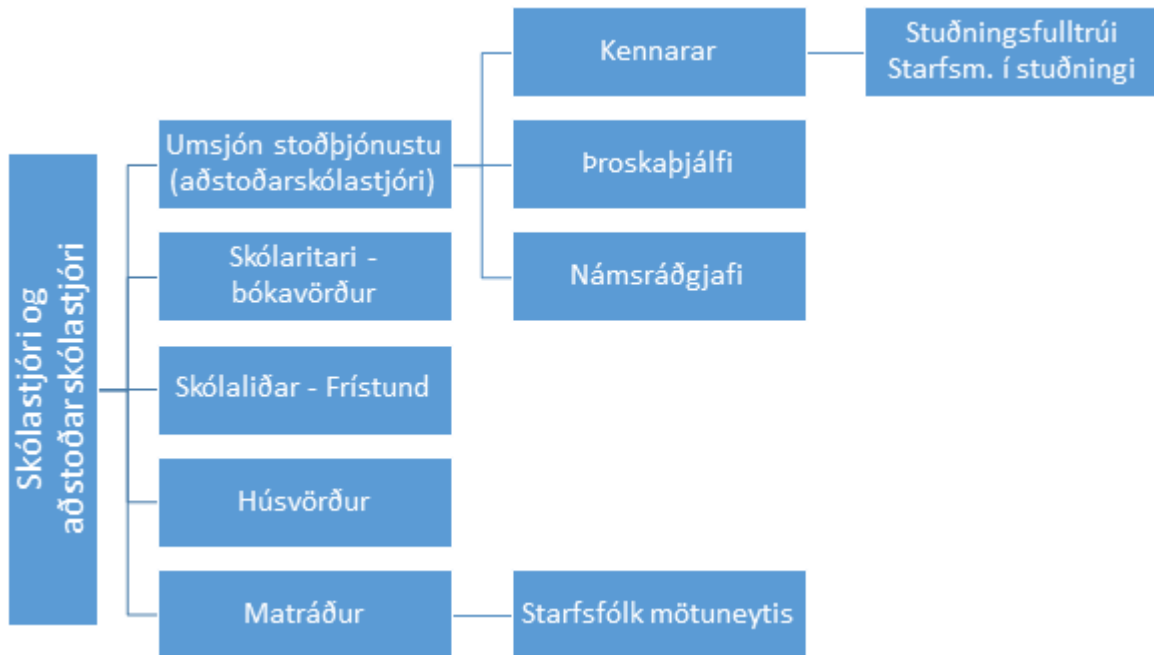 Skólastjóri og
aðstoðarskólastjóri
Umsjón stoðþjónustu
(aðstoðarskólastjóri)
Kennarar
Stuðningsfulltrúi
Starfsm. í stuðningi
Þroskaþjálfi
Námsráðgjafi
Skólaritari -
bókavörður
Skólaliðar - Frístund
Húsvörður
Matráður
Starfsfólk mötuneytis